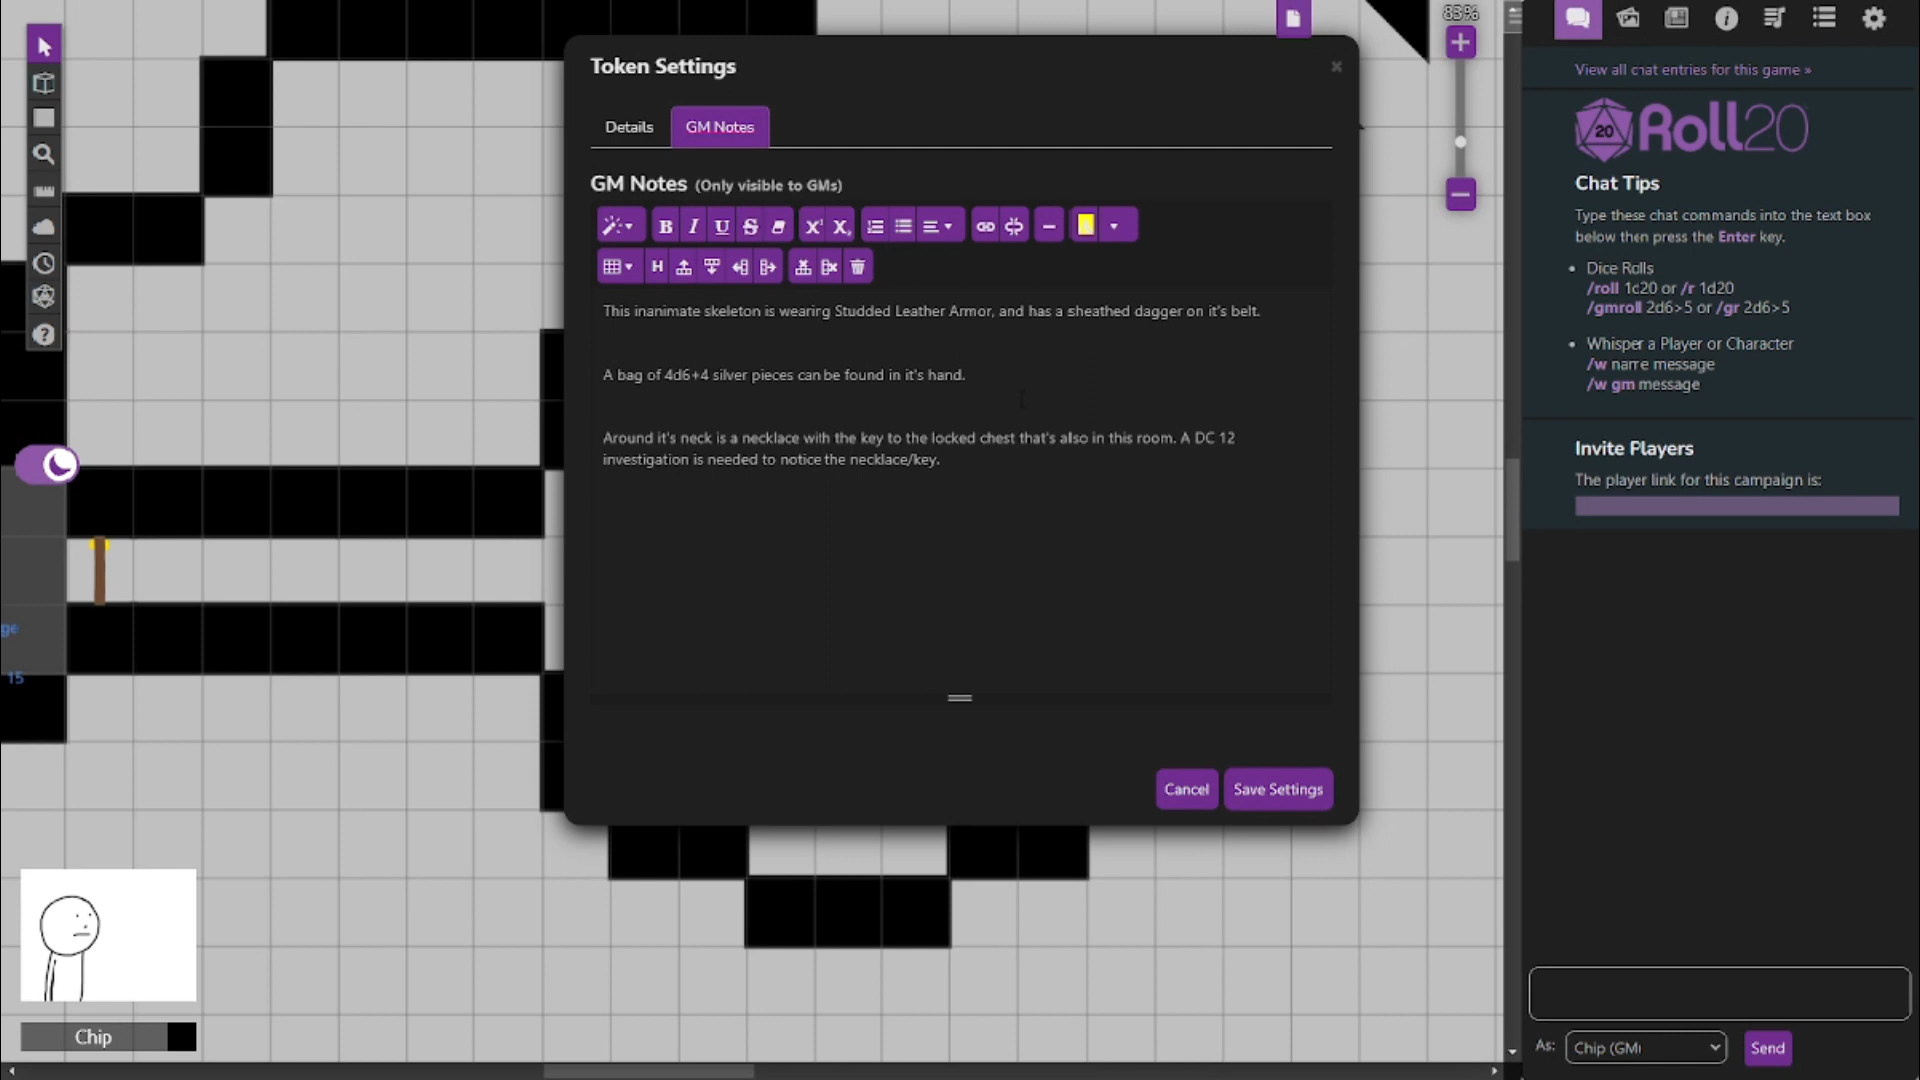 83%
Token Settings
Details
GM Notes
GM Notes (Only visible to GMs)
B I U S X¹ X,
H
This inanimate skeleton is wearing Studded Leather Armor, and has a sheathed dagger on it's belt.
A bag of 4d6+4 silver pieces can be found in it's hand.
Around it's neck is a necklace with the key to the locked chest that's also in this room. A DC 12
investigation is needed to notice the necklace/key.
Cancel
Save Settings
ge
15
Chip
View all chat entries for this game »
20 Roll20
Chat Tips
Type these chat commands into the text box
below then press the Enter key.
• Dice Rolls
/roll 1d20 or /r 1d20
/gmroll 2d6>5 or /gr 2d6>5
• Whisper a Player or Character
/w name message
/w gm message
Invite Players
The player link for this campaign is:
As:
Chip (GM)
Send